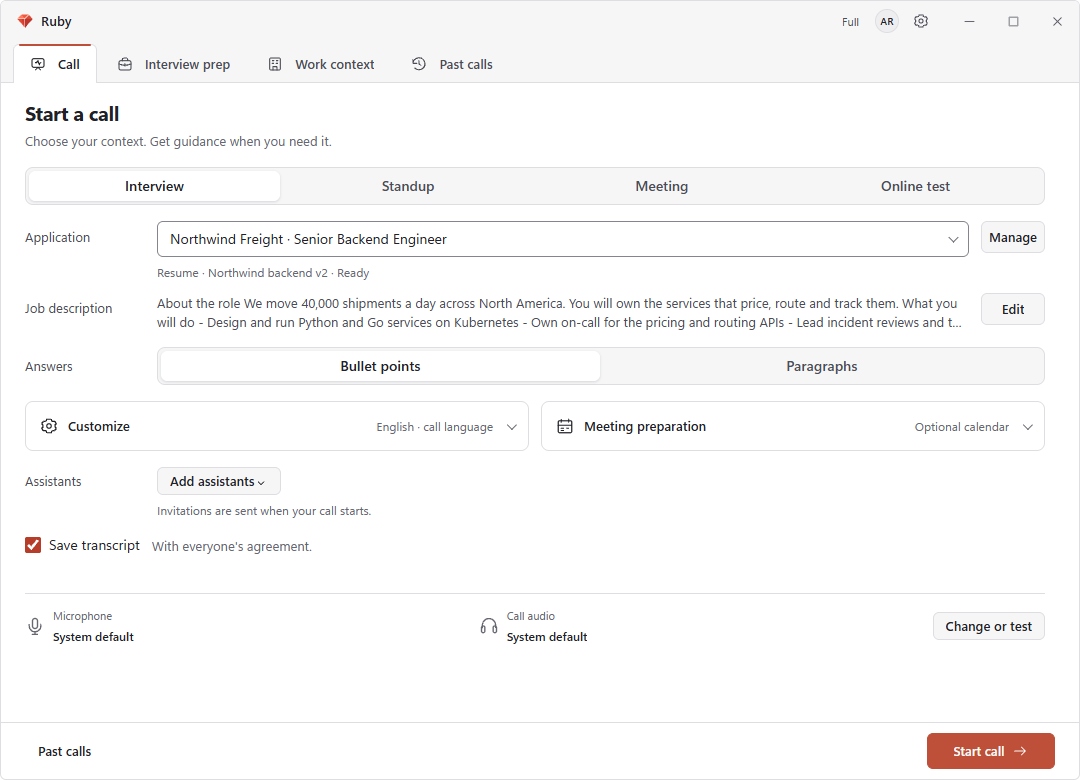 Ruby
Full
AR
Call
Interview prep
Work context
Past calls
Start a call
Choose your context. Get guidance when you need it.
Interview
Standup
Meeting
Online test
Application
Northwind Freight · Senior Backend Engineer
Manage
Resume · Northwind backend v2 · Ready
Job description
About the role We move 40,000 shipments a day across North America. You will own the services that price, route and track them. What you
will do - Design and run Python and Go services on Kubernetes - Own on-call for the pricing and routing APIs - Lead incident reviews and t...
Edit
Answers
Bullet points
Paragraphs
Customize
English · call language
Meeting preparation
Optional calendar
Assistants
Add assistants
Invitations are sent when your call starts.
Save transcript
With everyone's agreement.
Microphone
System default
Call audio
System default
Change or test
Past calls
Start call